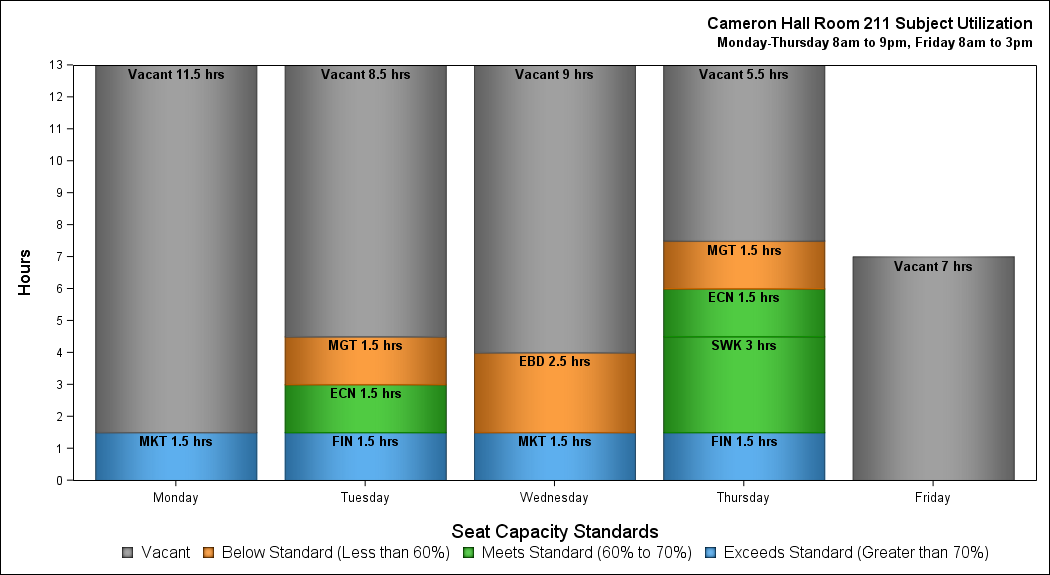 Cameron Hall Room 211 Subject Utilization
Monday-Thursday 8am to 9pm, Friday 8am to 3pm
Hours
13
12
11
10
9
8
7
6
5
4
3
2
1
0
Vacant 11.5 hrs
MKT 1.5 hrs
Vacant 8.5 hrs
MGT 1.5 hrs
ECN 1.5 hrs
FIN 1.5 hrs
Vacant 9 hrs
EBD 2.5 hrs
MKT 1.5 hrs
Vacant 5.5 hrs
MGT 1.5 hrs
ECN 1.5 hrs
SWK 3 hrs
FIN 1.5 hrs
Vacant 7 hrs
Monday Tuesday Wednesday Thursday Friday
Seat Capacity Standards
Vacant Below Standard (Less than 60%) Meets Standard (60% to 70%) Exceeds Standard (Greater than 70%)